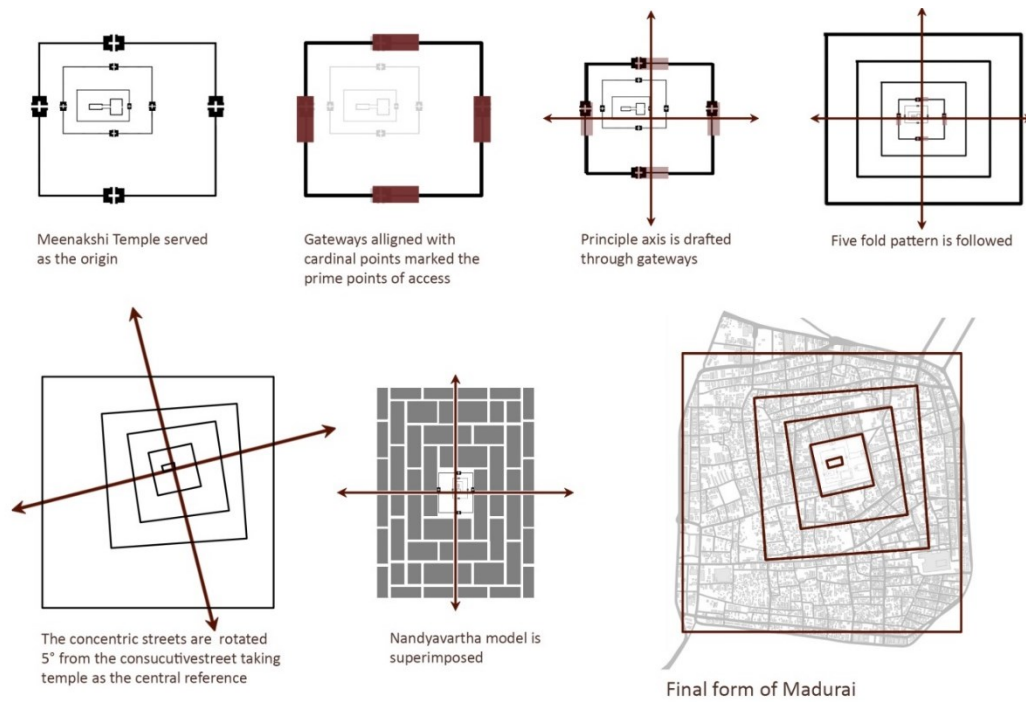 Meenakshi Temple served
as the origin
Gateways alligned with
cardinal points marked the
prime points of access
Principle axis is drafted
through gateways
Five fold pattern is followed
The concentric streets are rotated
5° from the consucutivestreet taking
temple as the central reference
Nandyavartha model is
superimposed
Final form of Madurai